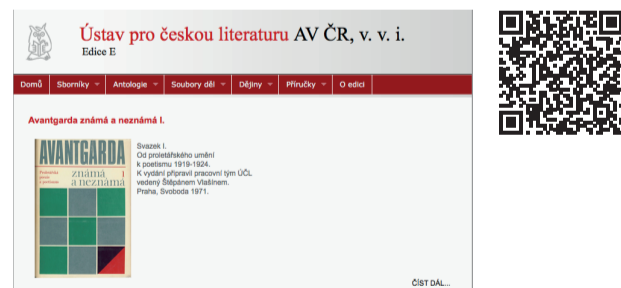 Ústav pro českou literaturu AV ČR, v. v. i.
Edice E
Domů Sborníky Antologie Soubory děl Dějiny Příručky O edici
Avantgarda známá a neznámá I.
AVANTGARDA
známá 1
a neznámá
Svazek I.
Od proletářského umění
k poetismu 1919-1924.
K vydání připravil pracovní tým ÚČL
vedený Štěpánem Vlašínem.
Praha, Svoboda 1971.
ČÍST DÁL...